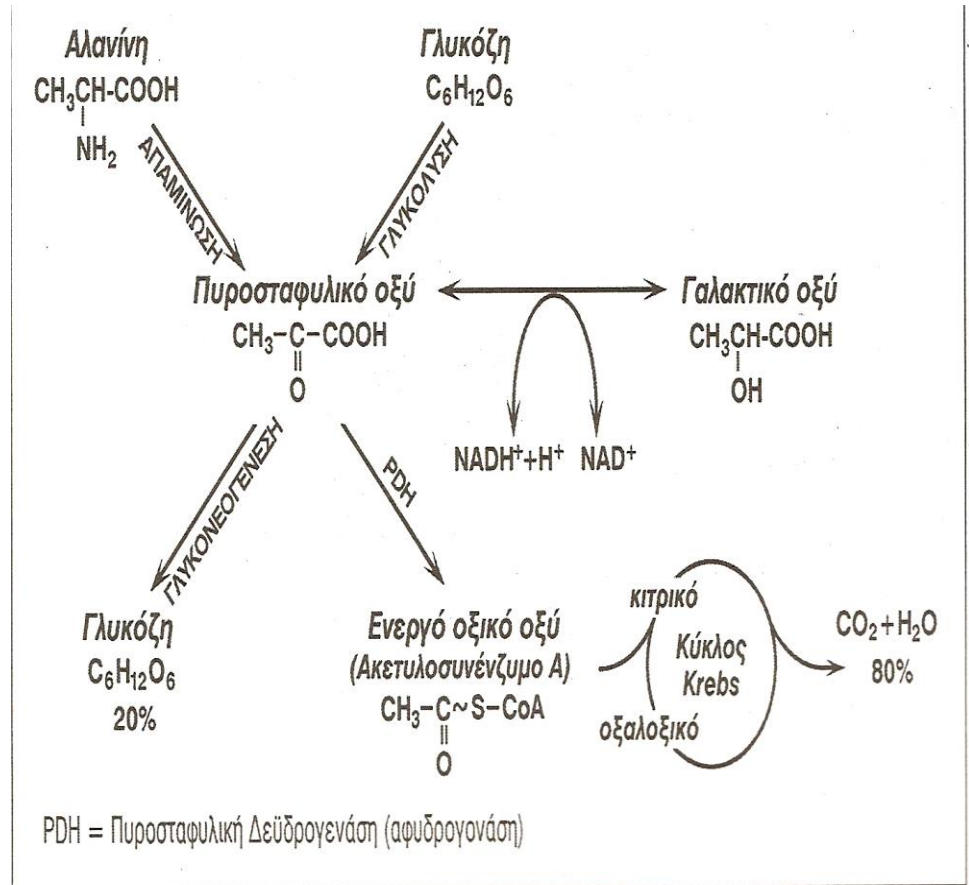 Αλανίνη
CH₃CH-COOH
NH₂
Γλυκόζη
C₆H₁₂O₆
ΑΠΑΜΙΝΩΣΗ
ΓΛΥΚΟΛΥΣΗ
Πυροσταφυλικό οξύ
CH₃–C–COOH
O
Γαλακτικό οξύ
CH₃CH-COOH
OH
NADH⁺+H⁺ NAD⁺
ΓΛΥΚΟΝΕΟΓΕΝΕΣΗ
PDH
Γλυκόζη
C₆H₁₂O₆
20%
Ενεργό οξικό οξύ
(Ακετυλοσυνένζυμο Α)
CH₃–C~S–CoA
O
κιτρικό
Κύκλος
Krebs
οξαλοξικό
CO₂+H₂O
80%
PDH = Πυροσταφυλική Δεϋδρογενάση (αφυδρογονάση)